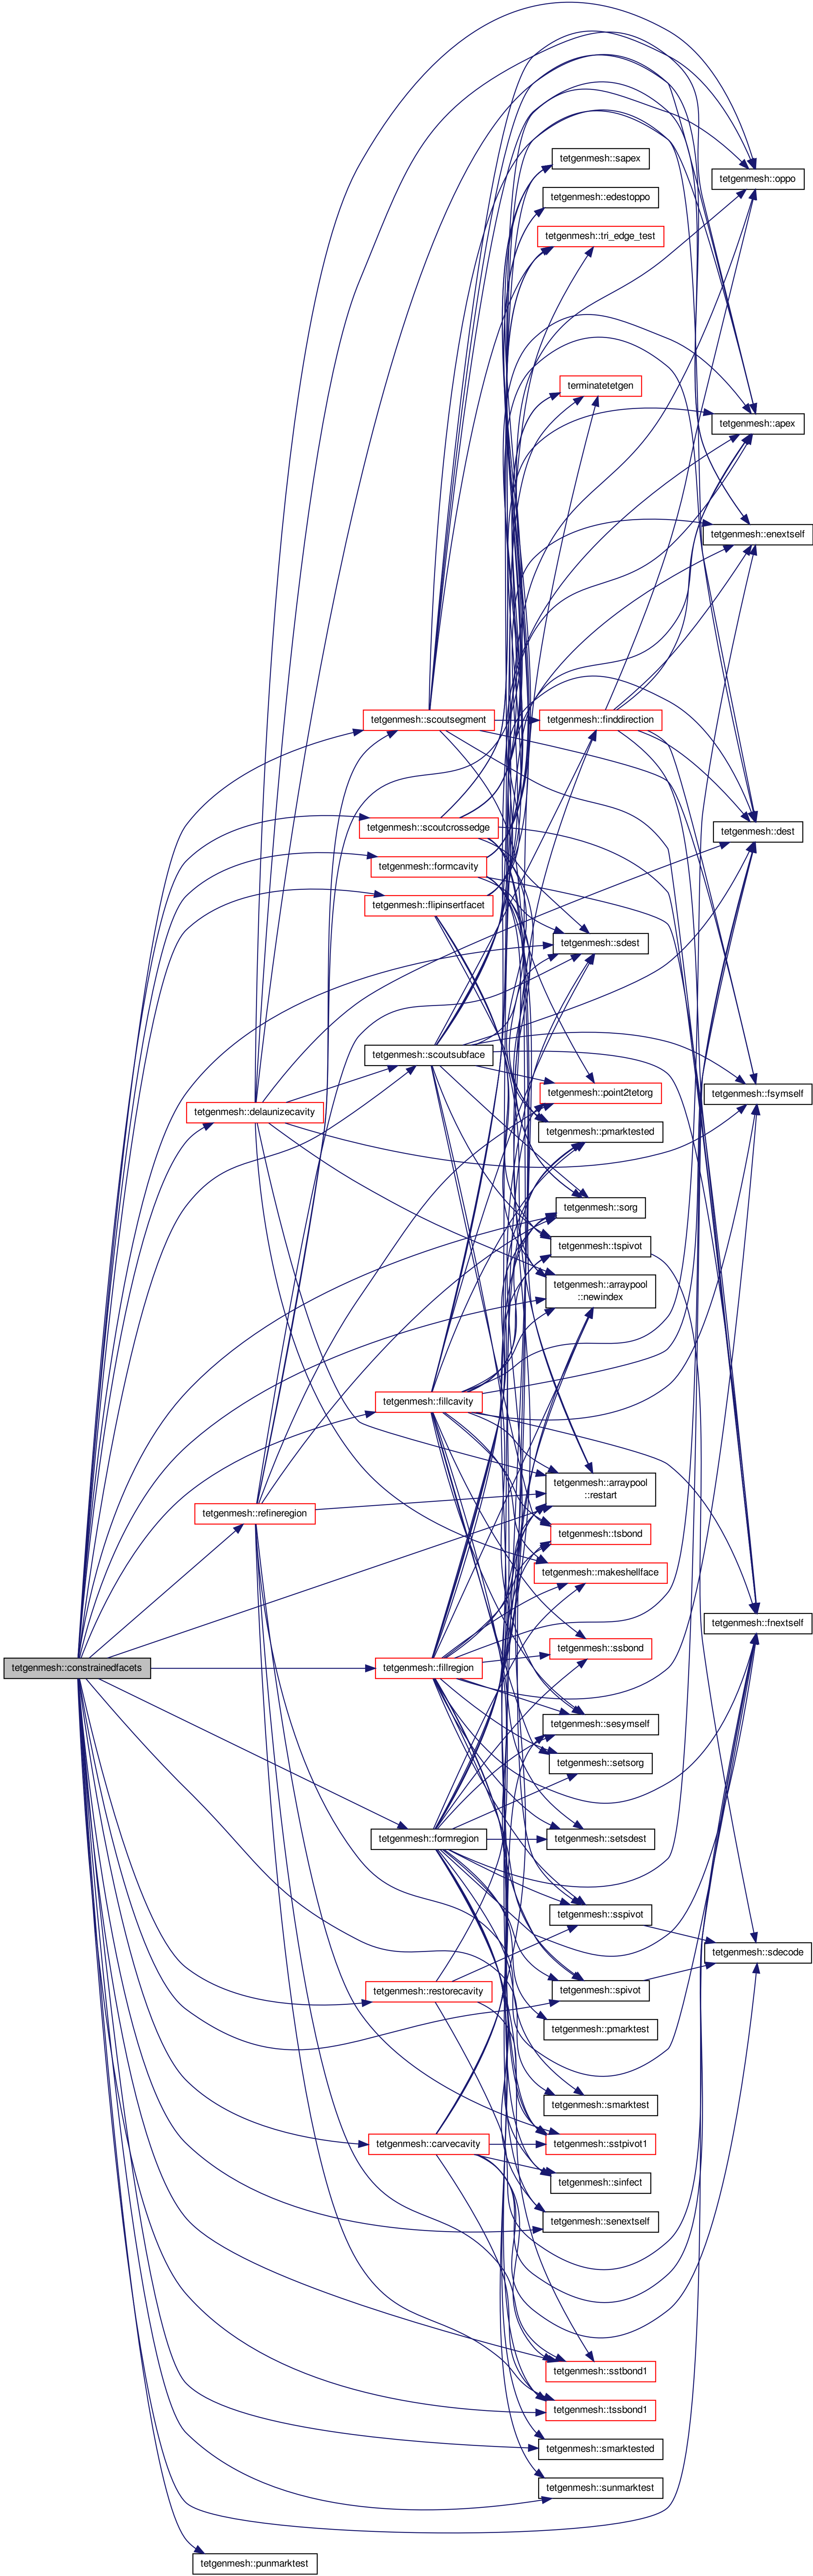 tetgenmesh::sapex
tetgenmesh::oppo
tetgenmesh::edestoppo
tetgenmesh::tri_edge_test
terminatetetgen
tetgenmesh::apex
tetgenmesh::enextself
tetgenmesh::scoutsegment
tetgenmesh::finddirection
tetgenmesh::scoutcrossedge
tetgenmesh::dest
tetgenmesh::formcavity
tetgenmesh::flipinsertfacet
tetgenmesh::sdest
tetgenmesh::scoutsubface
tetgenmesh::point2tetorg
tetgenmesh::fsymself
tetgenmesh::delaunizecavity
tetgenmesh::pmarktested
tetgenmesh::sorg
tetgenmesh::tspivot
tetgenmesh::arraypool
::newindex
tetgenmesh::fillcavity
tetgenmesh::arraypool
::restart
tetgenmesh::refineregion
tetgenmesh::tsbond
tetgenmesh::makeshellface
tetgenmesh::fnextself
tetgenmesh::ssbond
tetgenmesh::constrainedfacets
tetgenmesh::fillregion
tetgenmesh::sesymself
tetgenmesh::setsorg
tetgenmesh::formregion
tetgenmesh::setsdest
tetgenmesh::sspivot
tetgenmesh::sdecode
tetgenmesh::spivot
tetgenmesh::restorecavity
tetgenmesh::pmarktest
tetgenmesh::smarktest
tetgenmesh::carvecavity
tetgenmesh::sstpivot1
tetgenmesh::sinfect
tetgenmesh::senextself
tetgenmesh::sstbond1
tetgenmesh::tssbond1
tetgenmesh::smarktested
tetgenmesh::sunmarktest
tetgenmesh::punmarktest